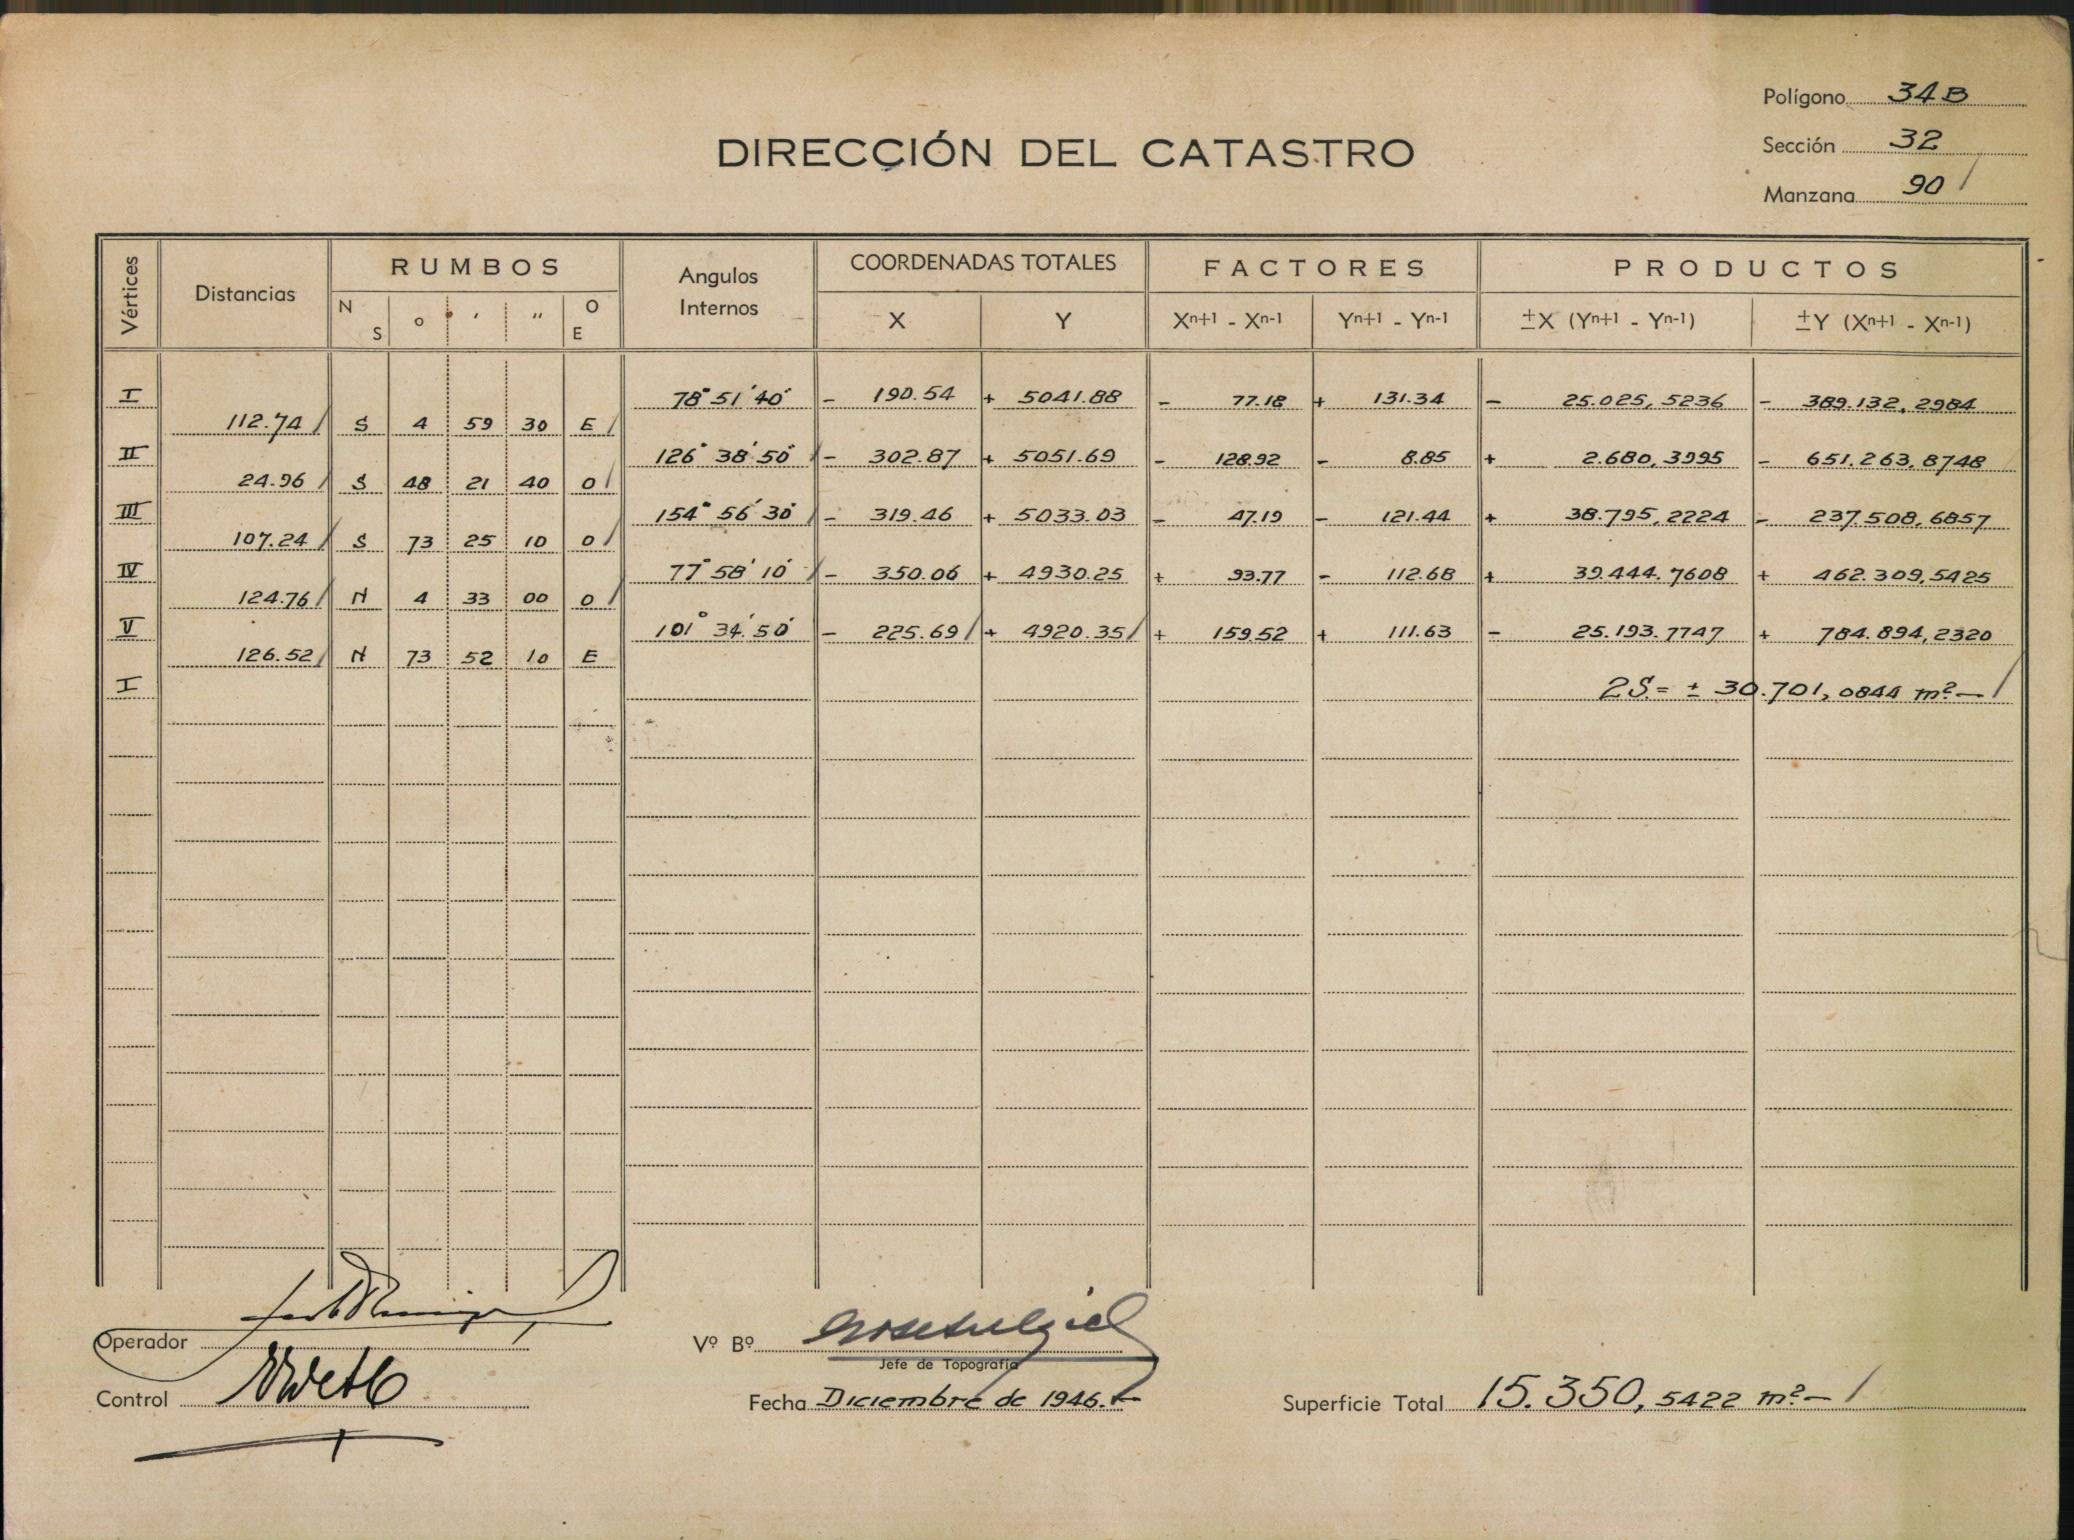 Polígono 34B
DIRECCIÓN DEL CATASTRO
Sección 32
Manzana 90
Vértices Distancias RUMBOS N S o ' '' O E Angulos Internos COORDENADAS TOTALES X Y FACTORES Xn+1 - Xn-1 Yn+1 - Yn-1 PRODUCTOS ±X (Yn+1 - Yn-1) ±Y (Xn+1 - Xn-1)
I 78° 51' 40'' - 190.54 + 5041.88 - 77.18 + 131.34 - 25.025,5236 - 389.132,2984
112.74 S 4 59 30 E
II 126° 38' 50'' - 302.87 + 5051.69 - 128.92 - 8.85 + 2.680,3995 - 651.263,8748
24.96 S 48 21 40 O
III 154° 56' 30'' - 319.46 + 5033.03 - 47.19 - 121.44 + 38.795,2224 - 237.508,6857
107.24 S 73 25 10 O
IV 77° 58' 10'' - 350.06 + 4930.25 + 93.77 - 112.68 + 39.444.7608 + 462.309,5425
124.76 N 4 33 00 O
V 101° 34' 50'' - 225.69 + 4920.35 + 159.52 + 111.63 - 25.193.7747 + 784.894,2320
126.52 N 73 52 10 E
I 2S.= ± 30.701,0844 m².—
Operador
Vº Bº
Jefe de Topografía
Control
Fecha Diciembre de 1946.-
Superficie Total 15.350,5422 m².—